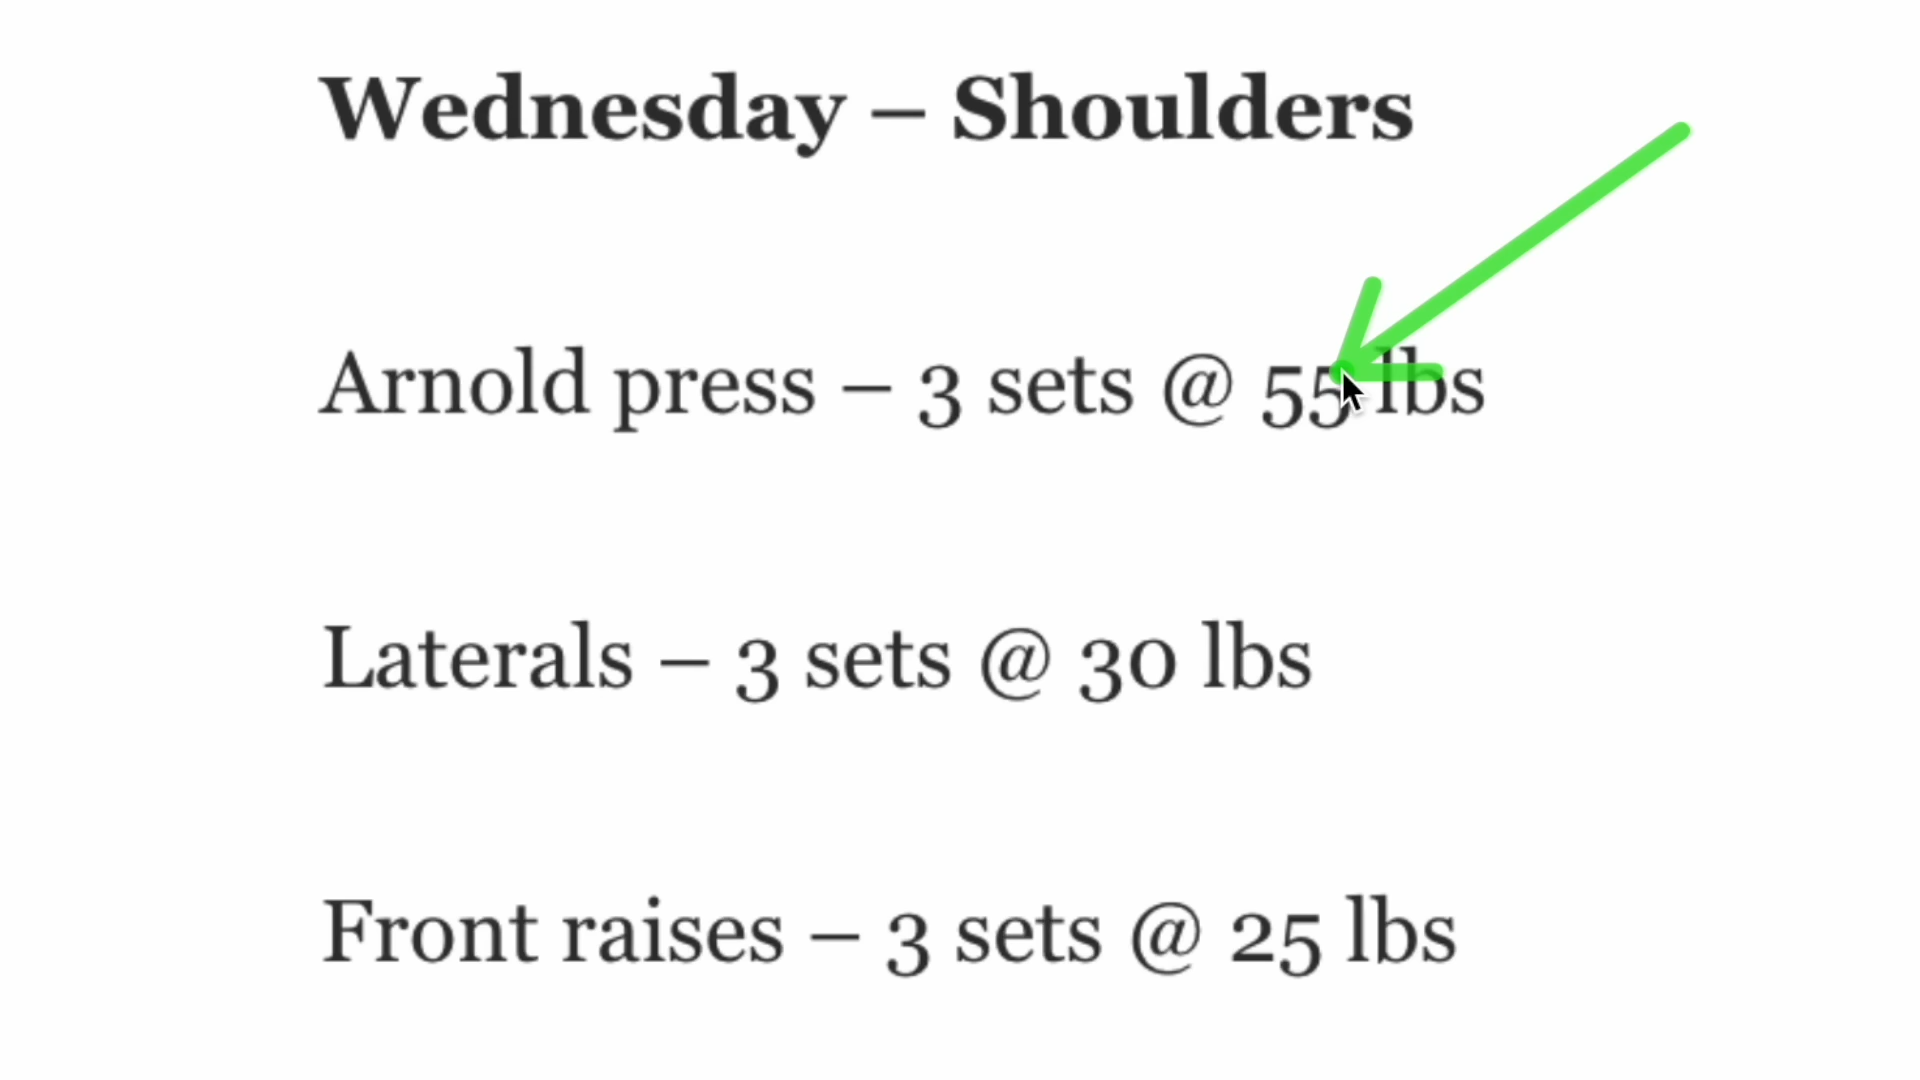 Wednesday – Shoulders
Arnold press – 3 sets @ 55 lbs
Laterals – 3 sets @ 30 lbs
Front raises – 3 sets @ 25 lbs